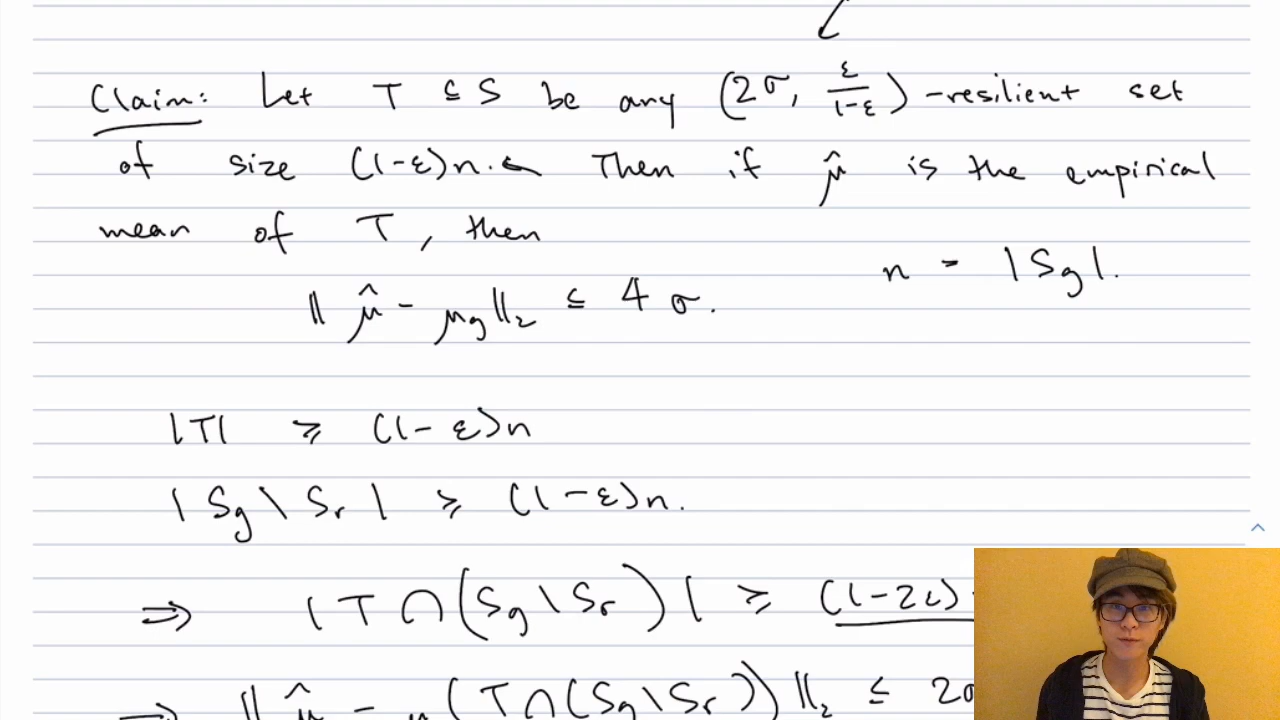 Claim: Let T ⊆ S be any (2σ, ε/(1-ε))-resilient set
of size (1-ε)n. ← Then if μ̂ is the empirical
mean of T, then
n = |S_g|.
‖ μ̂ - μ_g ‖₂ ≤ 4σ.
|T| ≥ (1-ε)n
| S_g \ S_r | ≥ (1-ε)n.
⇒ | T ∩ (S_g \ S_r) | ≥ (1-2ε)
⇒ ‖ μ̂ - μ (T ∩ (S_g \ S_r)) ‖₂ ≤ 2σ